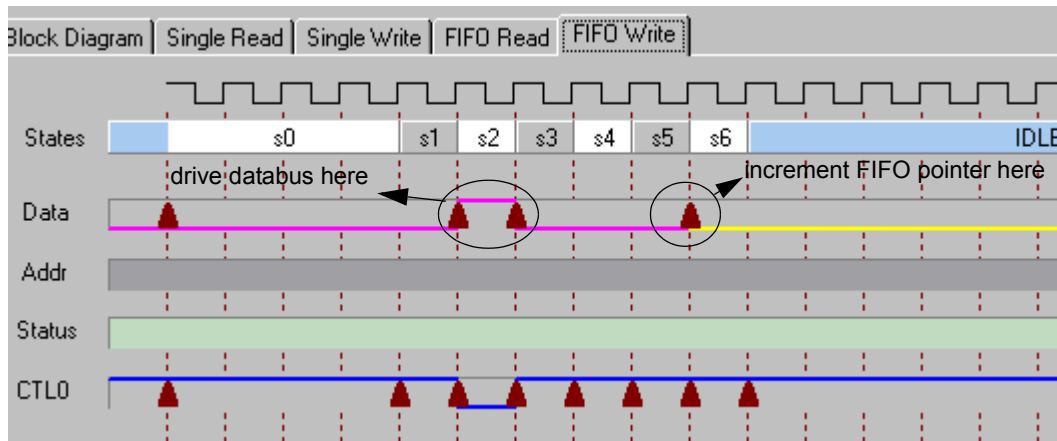 Block Diagram Single Read Single Write FIFO Read FIFO Write
States s0 s1 s2 s3 s4 s5 s6 IDLE
drive databus here increment FIFO pointer here
Data
Addr
Status
CTL0